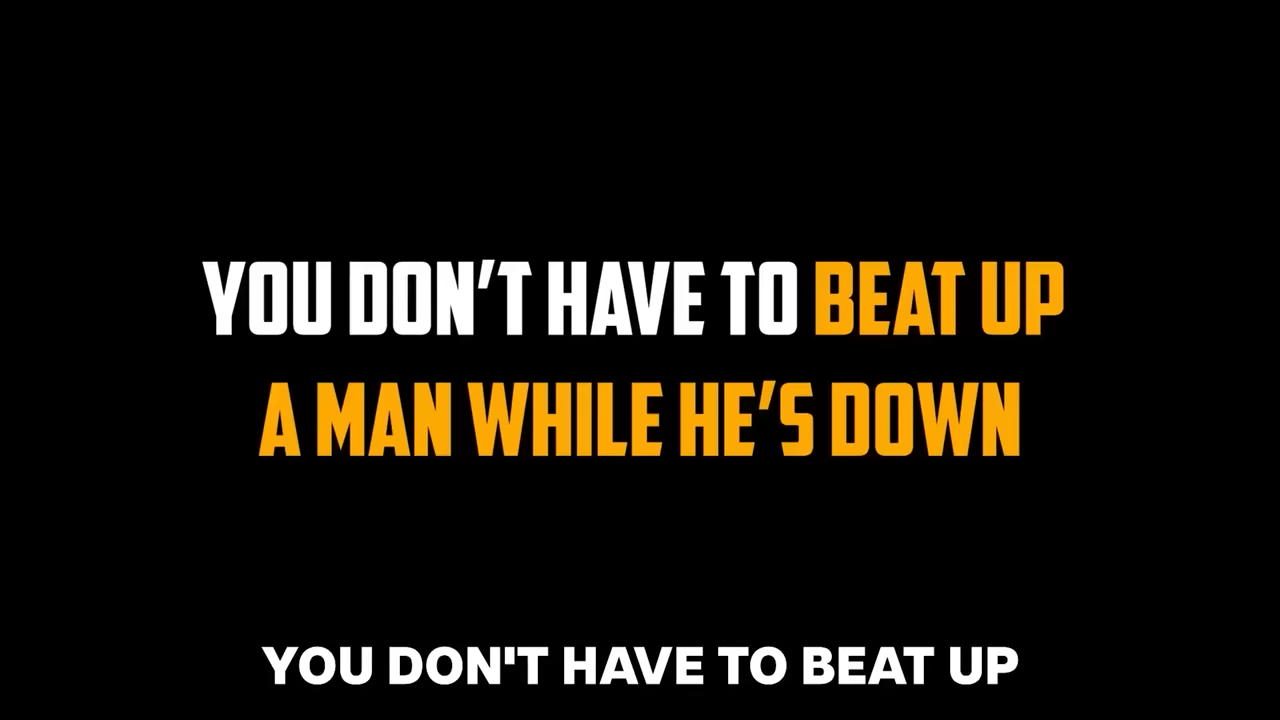 YOU DON’T HAVE TO BEAT UP
A MAN WHILE HE’S DOWN
YOU DON'T HAVE TO BEAT UP